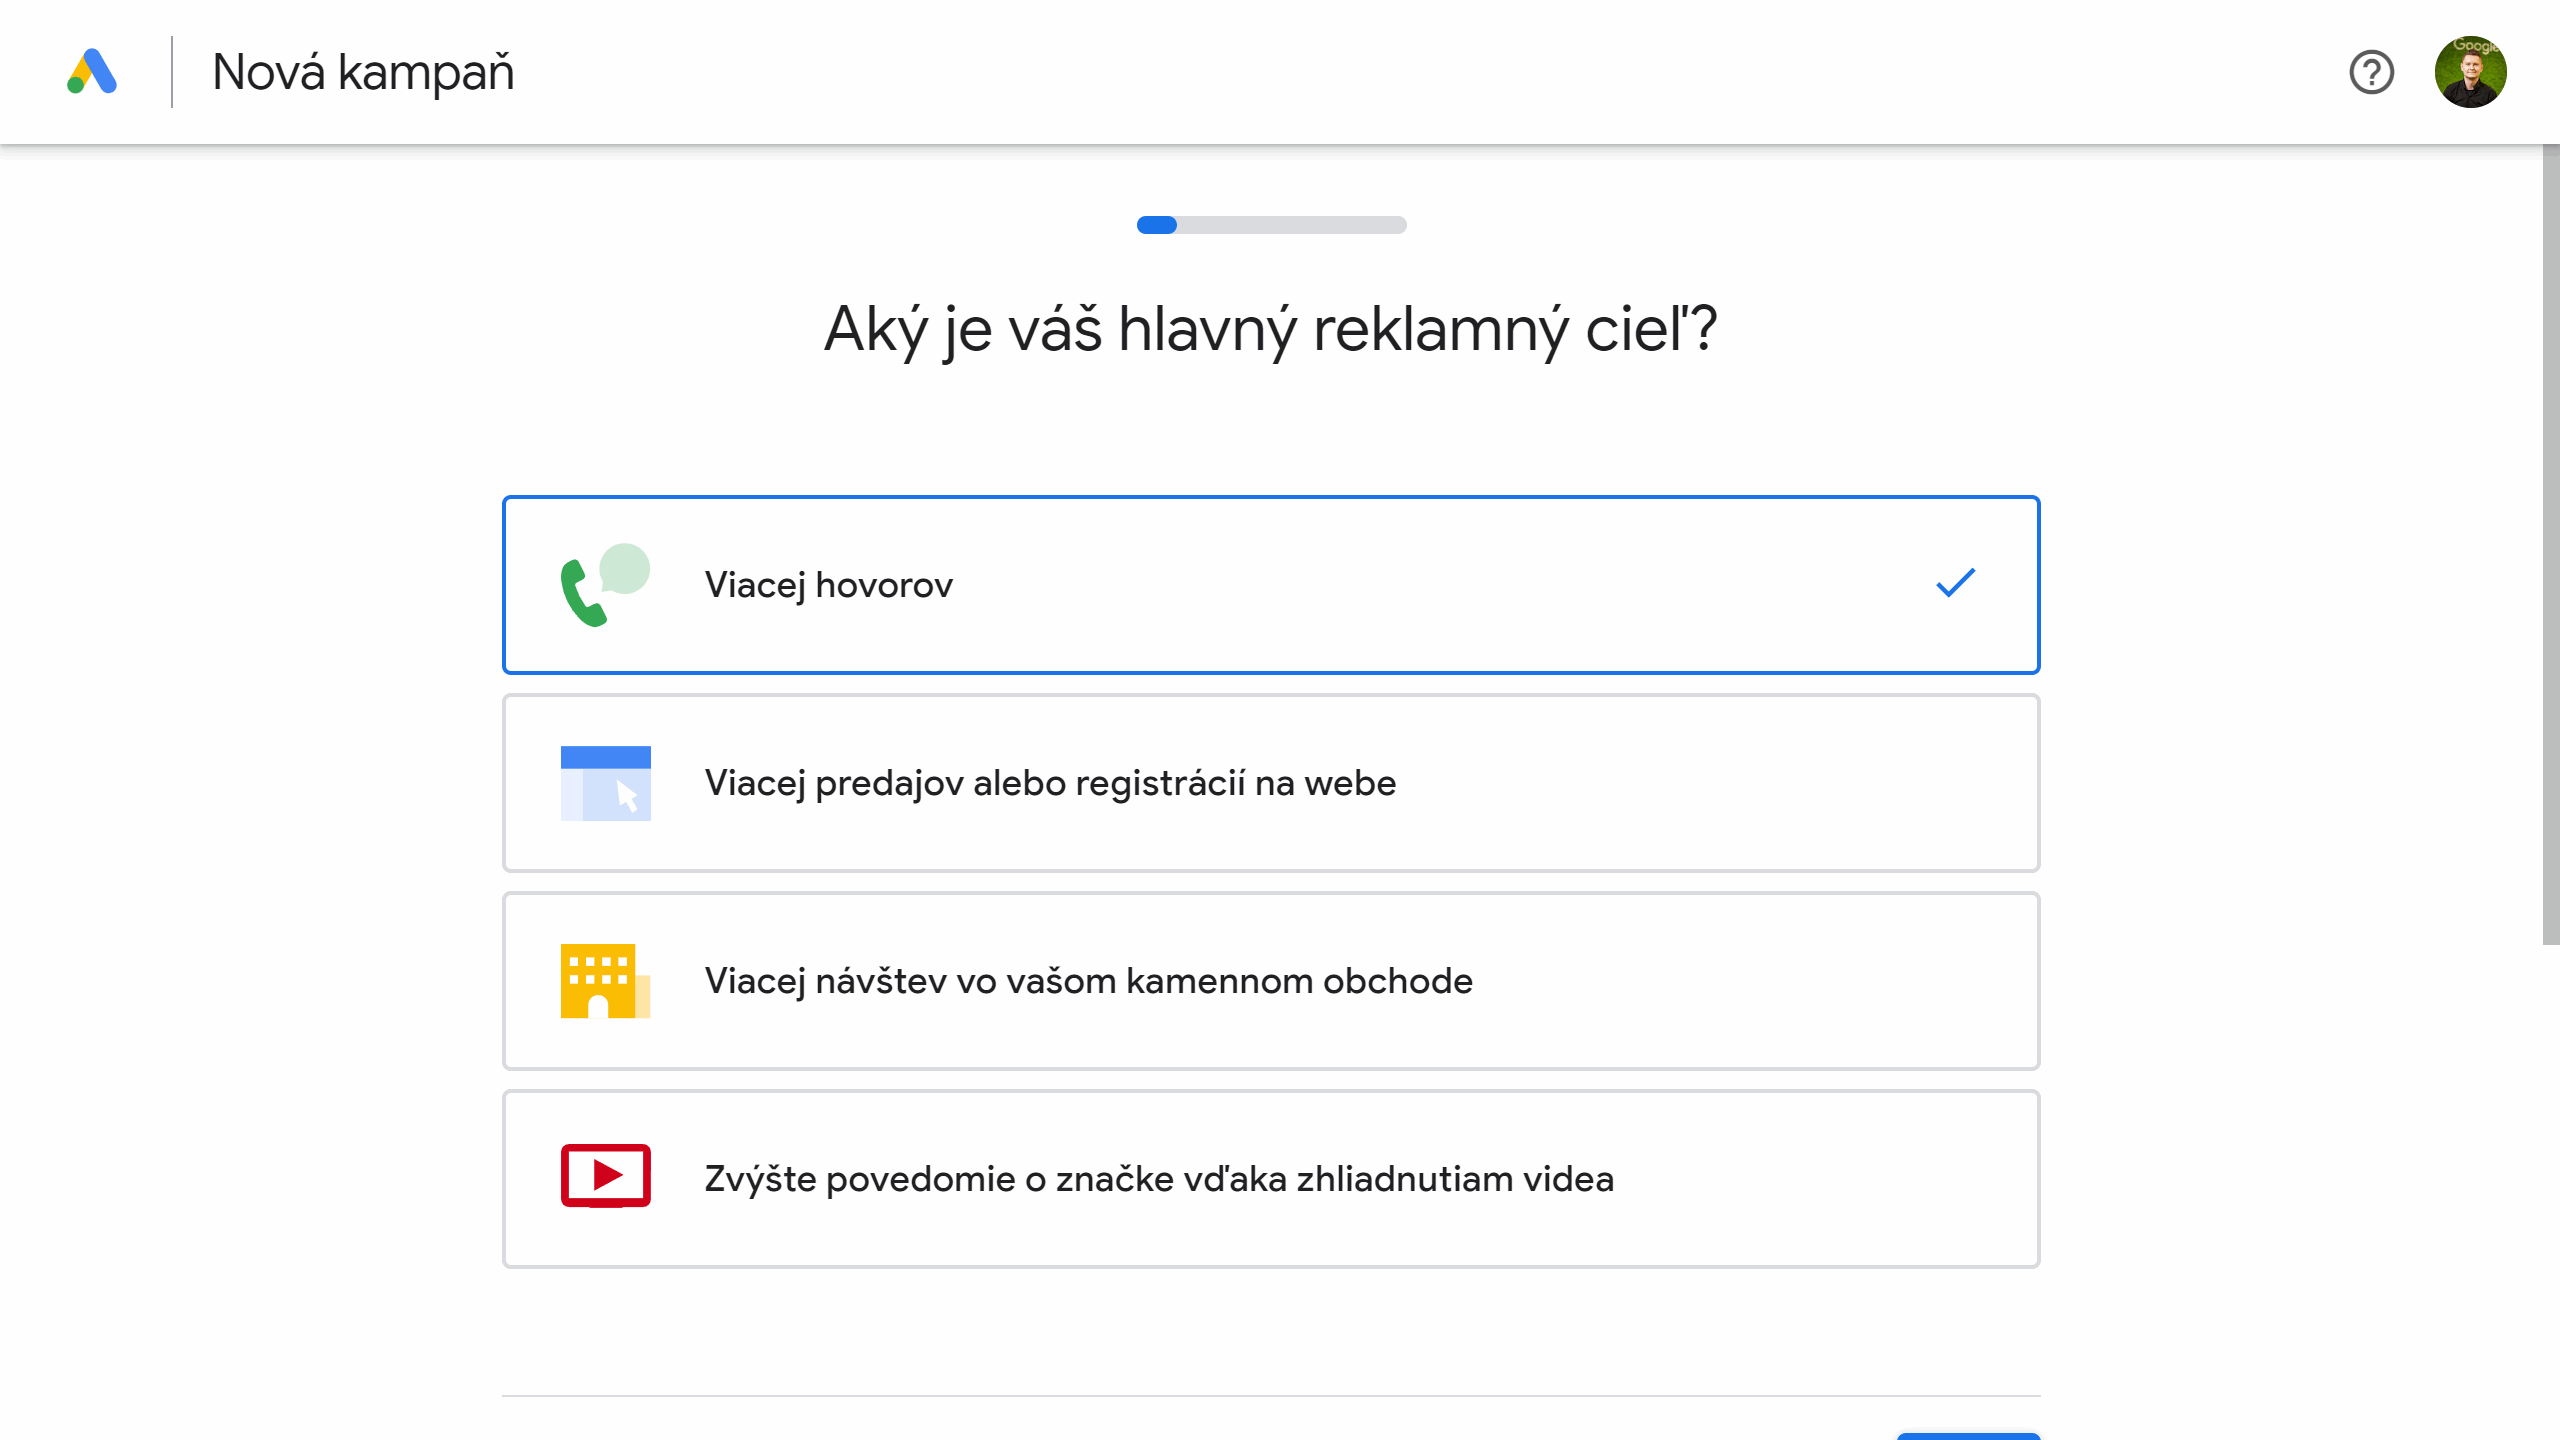 Nová kampaň
Google
Aký je váš hlavný reklamný cieľ?
Viacej hovorov
Viacej predajov alebo registrácií na webe
Viacej návštev vo vašom kamennom obchode
Zvýšte povedomie o značke vďaka zhliadnutiam videa